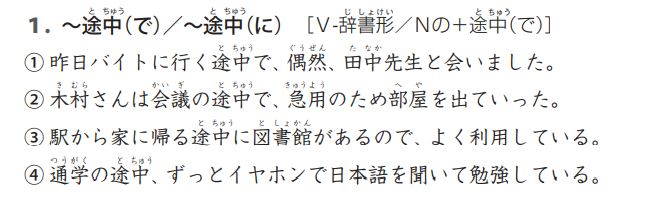 1. ～途中(で)／～途中(に) [V-辞書形／Nの＋途中(で)]
①昨日バイトに行く途中で、偶然、田中先生と会いました。
②木村さんは会議の途中で、急用のため部屋を出ていった。
③駅から家に帰る途中に図書館があるので、よく利用している。
④通学の途中、ずっとイヤホンで日本語を聞いて勉強している。